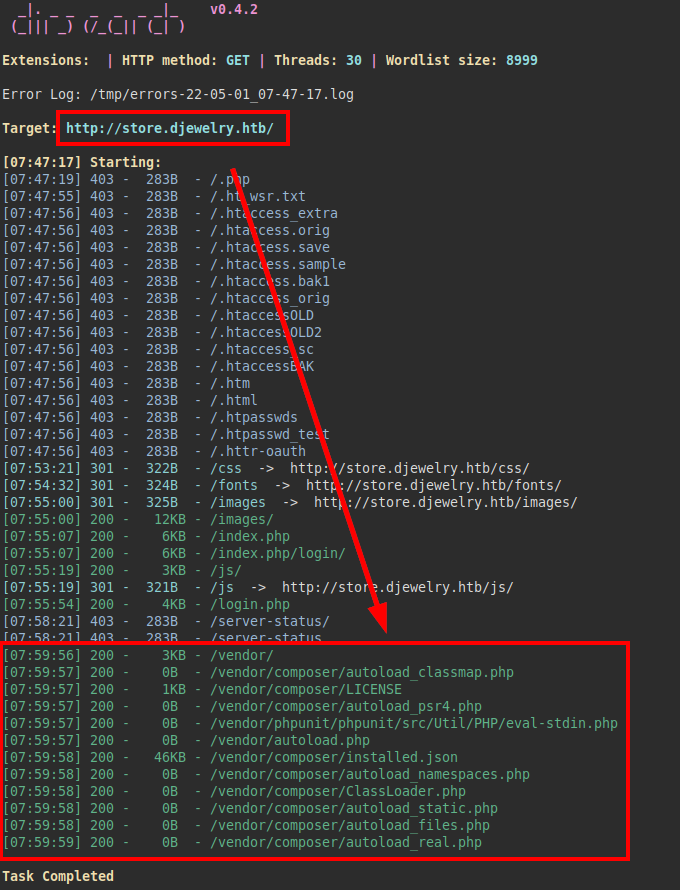 _|. _ _  _  _  _ _|_    v0.4.2
(_||| _) (/_(_|| (_| )
Extensions:  | HTTP method: GET | Threads: 30 | Wordlist size: 8999
Error Log: /tmp/errors-22-05-01_07-47-17.log
Target: http://store.djewelry.htb/
[07:47:17] Starting:
[07:47:19] 403 -  283B  - /.php
[07:47:55] 403 -  283B  - /.ht_wsr.txt
[07:47:56] 403 -  283B  - /.htaccess_extra
[07:47:56] 403 -  283B  - /.htaccess.orig
[07:47:56] 403 -  283B  - /.htaccess.save
[07:47:56] 403 -  283B  - /.htaccess.sample
[07:47:56] 403 -  283B  - /.htaccess.bak1
[07:47:56] 403 -  283B  - /.htaccess_orig
[07:47:56] 403 -  283B  - /.htaccessOLD
[07:47:56] 403 -  283B  - /.htaccessOLD2
[07:47:56] 403 -  283B  - /.htaccess_sc
[07:47:56] 403 -  283B  - /.htaccessBAK
[07:47:56] 403 -  283B  - /.htm
[07:47:56] 403 -  283B  - /.html
[07:47:56] 403 -  283B  - /.htpasswds
[07:47:56] 403 -  283B  - /.htpasswd_test
[07:47:56] 403 -  283B  - /.httr-oauth
[07:53:21] 301 -  322B  - /css  ->  http://store.djewelry.htb/css/
[07:54:32] 301 -  324B  - /fonts  ->  http://store.djewelry.htb/fonts/
[07:55:00] 301 -  325B  - /images  ->  http://store.djewelry.htb/images/
[07:55:00] 200 -   12KB - /images/
[07:55:07] 200 -    6KB - /index.php
[07:55:07] 200 -    6KB - /index.php/login/
[07:55:19] 200 -    3KB - /js/
[07:55:19] 301 -  321B  - /js  ->  http://store.djewelry.htb/js/
[07:55:54] 200 -    4KB - /login.php
[07:58:21] 403 -  283B  - /server-status/
[07:58:21] 403 -  283B  - /server-status
[07:59:56] 200 -    3KB - /vendor/
[07:59:57] 200 -    0B  - /vendor/composer/autoload_classmap.php
[07:59:57] 200 -    1KB - /vendor/composer/LICENSE
[07:59:57] 200 -    0B  - /vendor/composer/autoload_psr4.php
[07:59:57] 200 -    0B  - /vendor/phpunit/phpunit/src/Util/PHP/eval-stdin.php
[07:59:57] 200 -    0B  - /vendor/autoload.php
[07:59:58] 200 -   46KB - /vendor/composer/installed.json
[07:59:58] 200 -    0B  - /vendor/composer/autoload_namespaces.php
[07:59:58] 200 -    0B  - /vendor/composer/ClassLoader.php
[07:59:58] 200 -    0B  - /vendor/composer/autoload_static.php
[07:59:58] 200 -    0B  - /vendor/composer/autoload_files.php
[07:59:59] 200 -    0B  - /vendor/composer/autoload_real.php
Task Completed